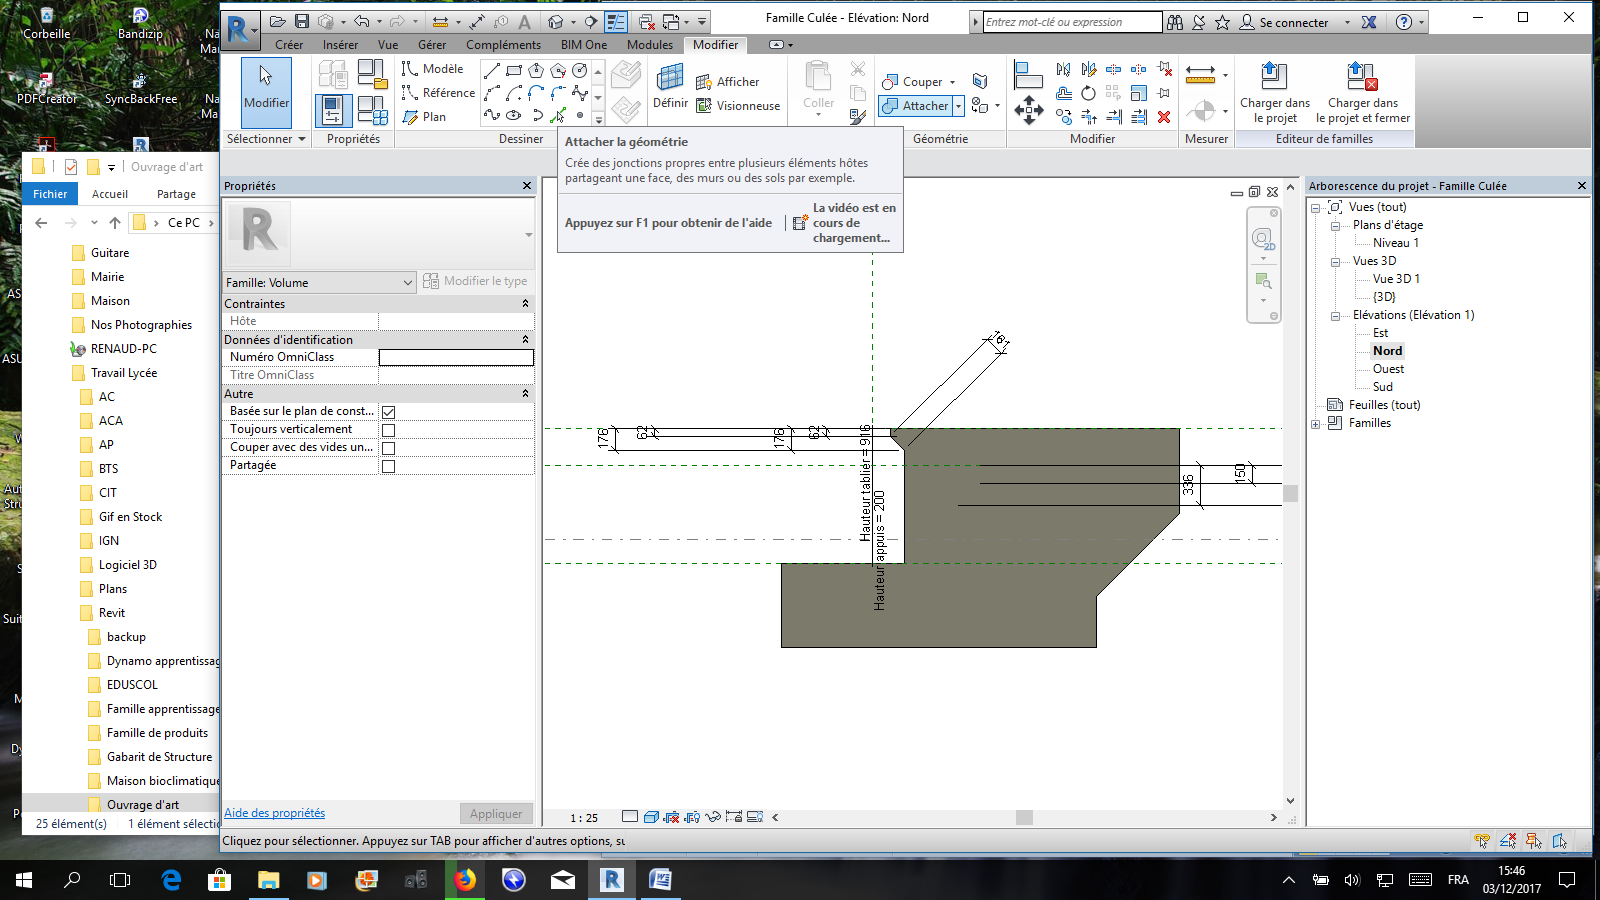 Corbeille
Bandizip
Na
Mar
PDFCreator
SyncBackFree
Na
Mar
Famille Culée - Elévation: Nord
Entrez mot-clé ou expression
Se connecter
Créer
Insérer
Vue
Gérer
Compléments
BIM One
Modules
Modifier
Modifier
Modèle
Référence
Plan
Définir
Afficher
Visionneuse
Coller
Couper
Attacher
Charger dans
le projet
Charger dans
le projet et fermer
Sélectionner
Propriétés
Dessiner
Géométrie
Modifier
Mesurer
Editeur de familles
Attacher la géométrie
Crée des jonctions propres entre plusieurs éléments hôtes
partageant une face, des murs ou des sols par exemple.
Appuyez sur F1 pour obtenir de l'aide
La vidéo est en
cours de
chargement...
Ouvrage d'art
Fichier
Accueil
Partage
Ce PC
Guitare
Mairie
Maison
Nos Photographies
RENAUD-PC
Travail Lycée
AC
ACA
AP
BTS
CIT
Gif en Stock
IGN
Logiciel 3D
Plans
Revit
backup
Dynamo apprentissag
EDUSCOL
Famille apprentissage
Famille de produits
Gabarit de Structure
Maison bioclimatique
Ouvrage d'art
25 élément(s)
1 élément sélectio
Propriétés
Famille: Volume
Modifier le type
Contraintes
Hôte
Données d'identification
Numéro OmniClass
Titre OmniClass
Autre
Basée sur le plan de const...
Toujours verticalement
Couper avec des vides un...
Partagée
Aide des propriétés
Appliquer
2D
176
62
176
62
Hauteur tablier = 916
Hauteur appuis = 200
336
150
1 : 25
Arborescence du projet - Famille Culée
Vues (tout)
Plans d'étage
Niveau 1
Vues 3D
Vue 3D 1
{3D}
Elévations (Elévation 1)
Est
Nord
Ouest
Sud
Feuilles (tout)
Familles
Cliquez pour sélectionner. Appuyez sur TAB pour afficher d'autres options, su
FRA
15:46
03/12/2017